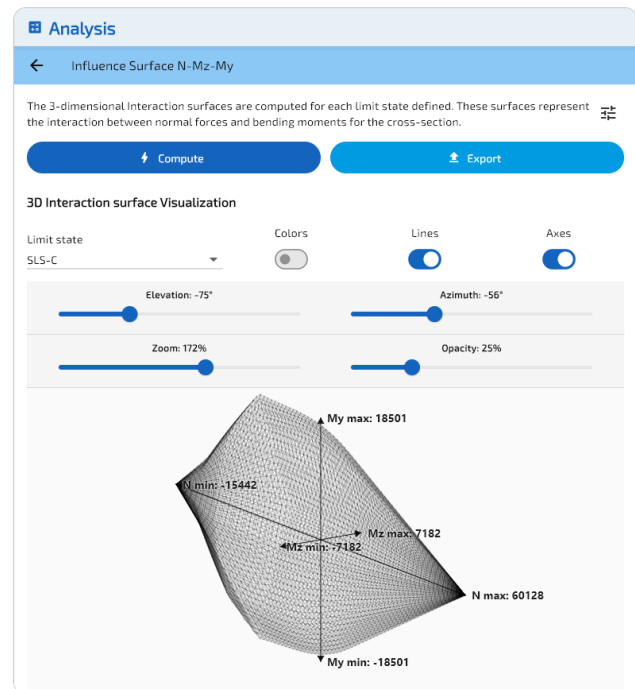 Analysis
Influence Surface N-Mz-My
The 3-dimensional Interaction surfaces are computed for each limit state defined. These surfaces represent
the interaction between normal forces and bending moments for the cross-section.
Compute
Export
3D Interaction surface Visualization
Limit state
SLS-C
Colors
Lines
Axes
Elevation: -75°
Azimuth: -56°
Zoom: 172%
Opacity: 25%
My max: 18501
N min: -15442
Mz max: 7182
Mz min: -7182
N max: 60128
My min: -18501